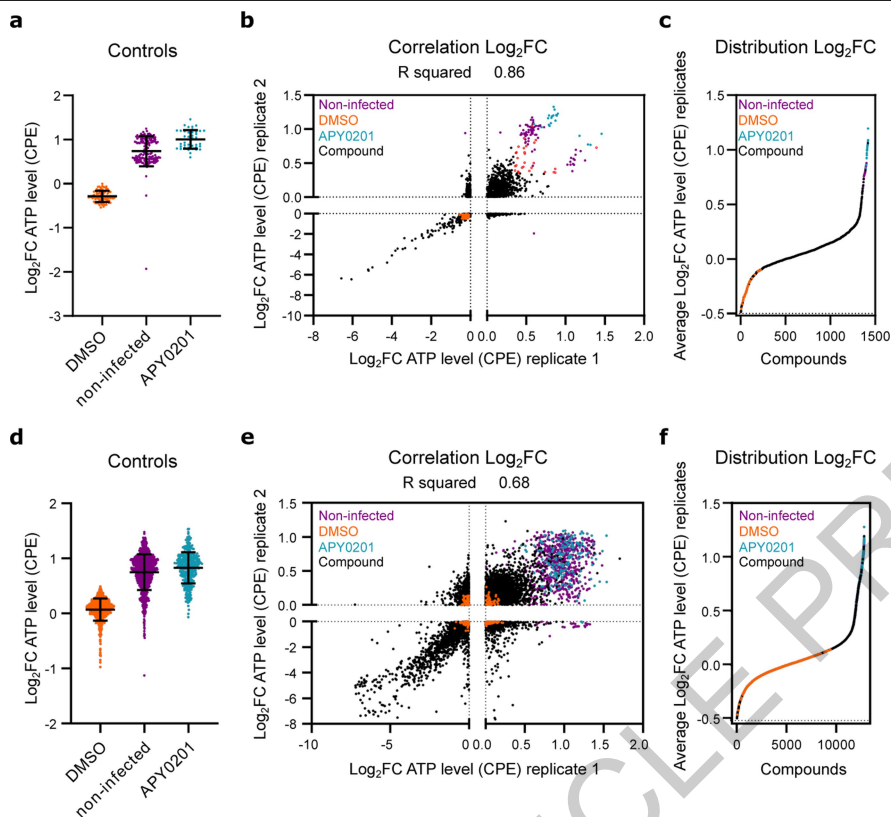 a
Controls
Log2FC ATP level (CPE)
2
1
0
-1
-2
-3
DMSO
non-infected
APY0201
b
Correlation Log2FC
R squared 0.86
Log2FC ATP level (CPE) replicate 2
1.5
1.0
0.5
0.0
0
-2
-4
-6
-8
-10
Non-infected
DMSO
APY0201
Compound
-8 -6 -4 -2 0 0.0 0.5 1.0 1.5 2.0
Log2FC ATP level (CPE) replicate 1
c
Distribution Log2FC
Average Log2FC ATP level (CPE) replicates
1.5
1.0
0.5
0.0
-0.5
Non-infected
DMSO
APY0201
Compound
0 500 1000 1500
Compounds
d
Controls
Log2FC ATP level (CPE)
2
1
0
-1
-2
DMSO
non-infected
APY0201
e
Correlation Log2FC
R squared 0.68
Log2FC ATP level (CPE) replicate 2
1.5
1.0
0.5
0.0
0
-2
-4
-6
-8
Non-infected
DMSO
APY0201
Compound
-10 -5 0 0.0 0.5 1.0 1.5 2.0
Log2FC ATP level (CPE) replicate 1
f
Distribution Log2FC
Average Log2FC ATP level (CPE) replicates
1.5
1.0
0.5
0.0
-0.5
Non-infected
DMSO
APY0201
Compound
0 5000 10000
Compounds